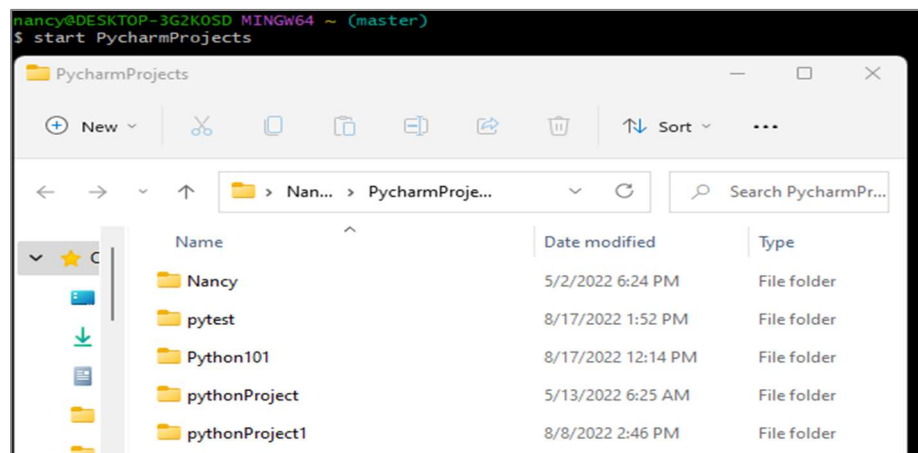 nancy@DESKTOP-3G2KOSD MINGW64 ~ (master)
$ start PycharmProjects
PycharmProjects
New
Sort
Nan... > PycharmProje...
Search PycharmPr...
Name
Date modified
Type
C
Nancy
5/2/2022 6:24 PM
File folder
pytest
8/17/2022 1:52 PM
File folder
Python101
8/17/2022 12:14 PM
File folder
pythonProject
5/13/2022 6:25 AM
File folder
pythonProject1
8/8/2022 2:46 PM
File folder